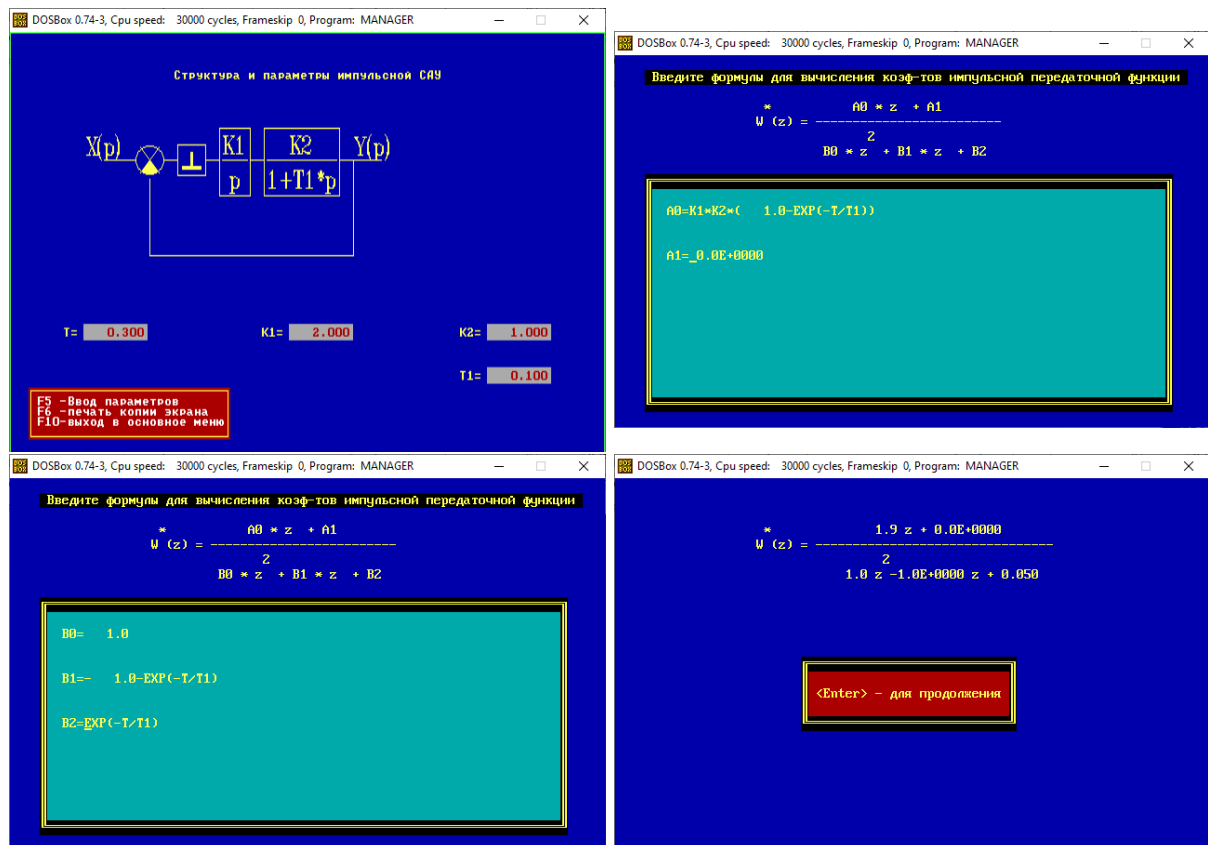 DOSBox 0.74-3, Cpu speed: 30000 cycles, Frameskip 0, Program: MANAGER
Структура и параметры импульсной САУ
X(p)
K1
p
K2
1+T1*p
Y(p)
T= 0.300
K1= 2.000
K2= 1.000
T1= 0.100
F5 -Ввод параметров
F6 -печать копии экрана
F10-выход в основное меню
DOSBox 0.74-3, Cpu speed: 30000 cycles, Frameskip 0, Program: MANAGER
Введите формулы для вычисления коэф-тов импульсной передаточной функции
* A0 * z + A1
W (z) = --------------------------
2
B0 * z + B1 * z + B2
A0=K1*K2*( 1.0-EXP(-T/T1))
A1=_0.0E+0000
DOSBox 0.74-3, Cpu speed: 30000 cycles, Frameskip 0, Program: MANAGER
Введите формулы для вычисления коэф-тов импульсной передаточной функции
* A0 * z + A1
W (z) = --------------------------
2
B0 * z + B1 * z + B2
B0= 1.0
B1=- 1.0-EXP(-T/T1)
B2=EXP(-T/T1)
DOSBox 0.74-3, Cpu speed: 30000 cycles, Frameskip 0, Program: MANAGER
* 1.9 z + 0.0E+0000
W (z) = ---------------------------------
2
1.0 z -1.0E+0000 z + 0.050
<Enter> - для продолжения